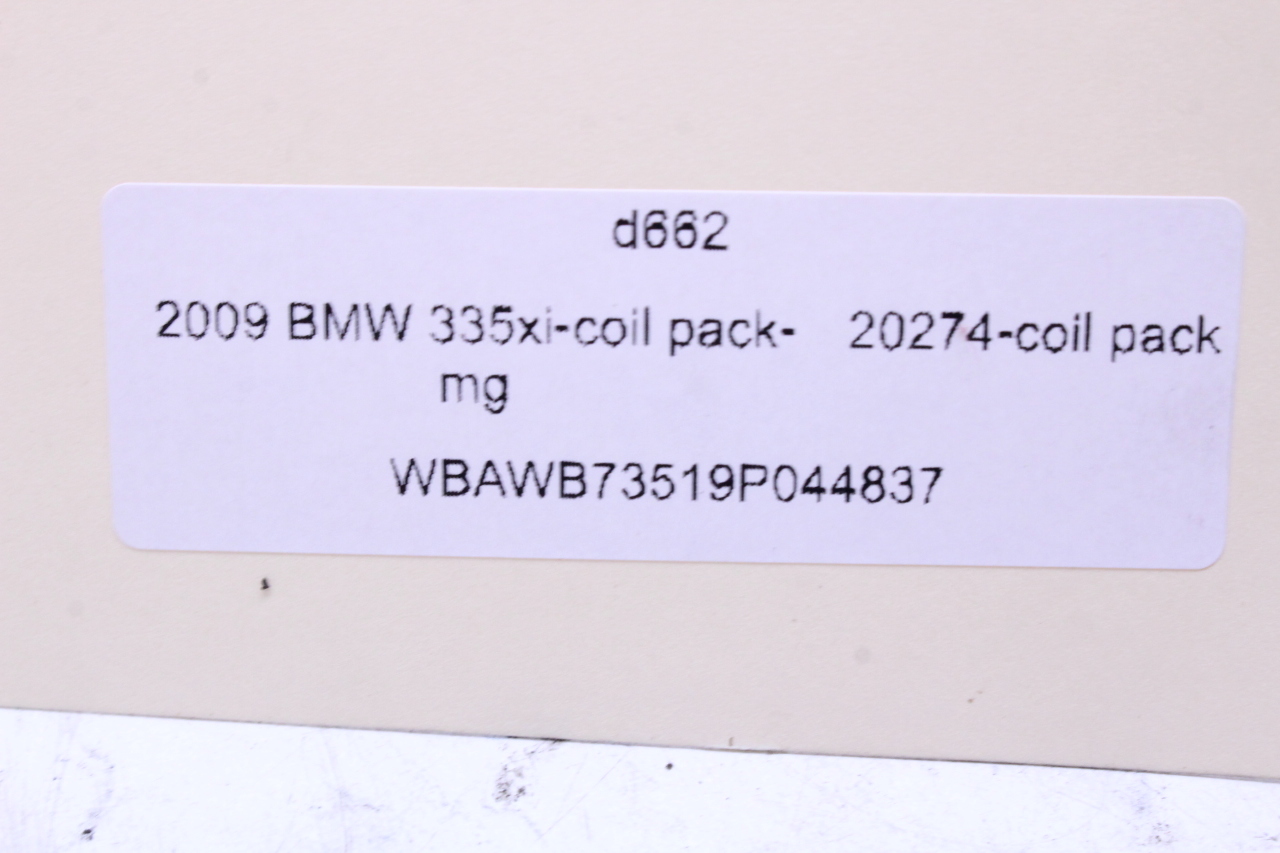 d662
2009 BMW 335xi-coil pack- 20274-coil pack
mg
WBAWB73519P044837